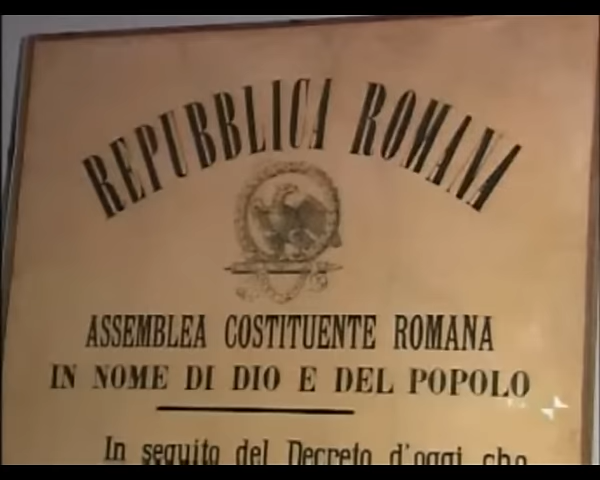 REPUBBLICA ROMANA
ASSEMBLEA COSTITUENTE ROMANA
IN NOME DI DIO E DEL POPOLO
In seguito del Decreto d'oggi che